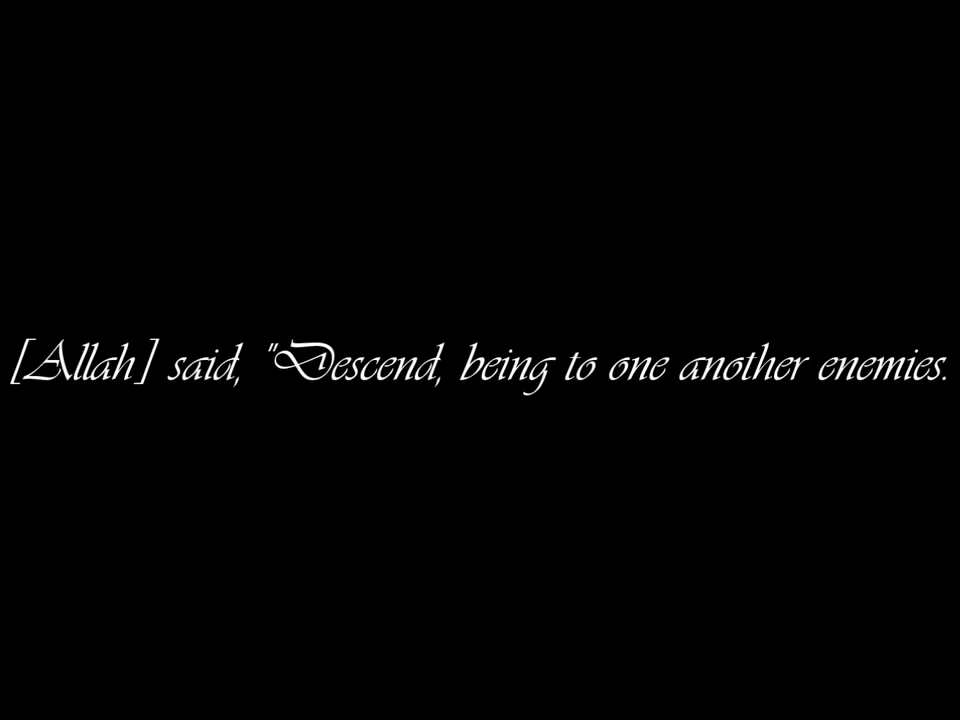 [Allah] said, "Descend, being to one another enemies.